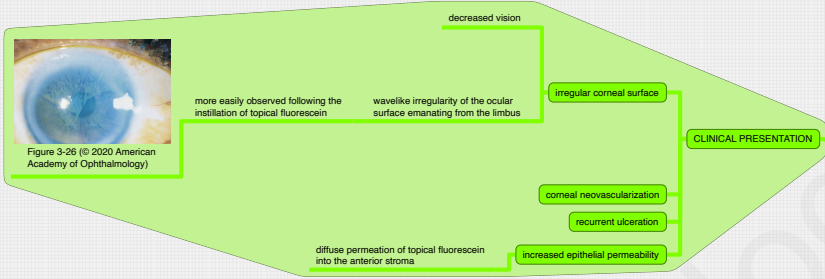 decreased vision
irregular corneal surface
more easily observed following the
instillation of topical fluorescein
wavelike irregularity of the ocular
surface emanating from the limbus
CLINICAL PRESENTATION
Figure 3-26 (© 2020 American
Academy of Ophthalmology)
corneal neovascularization
recurrent ulceration
diffuse permeation of topical fluorescein
into the anterior stroma
increased epithelial permeability